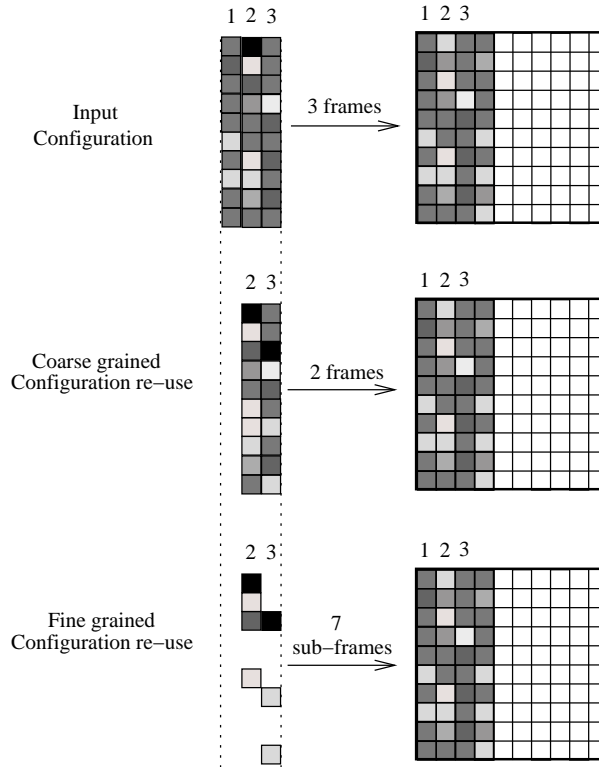 1 2 3
1 2 3
Input
Configuration
3 frames
2 3
1 2 3
Coarse grained
Configuration re−use
2 frames
2 3
1 2 3
Fine grained
Configuration re−use
7
sub−frames